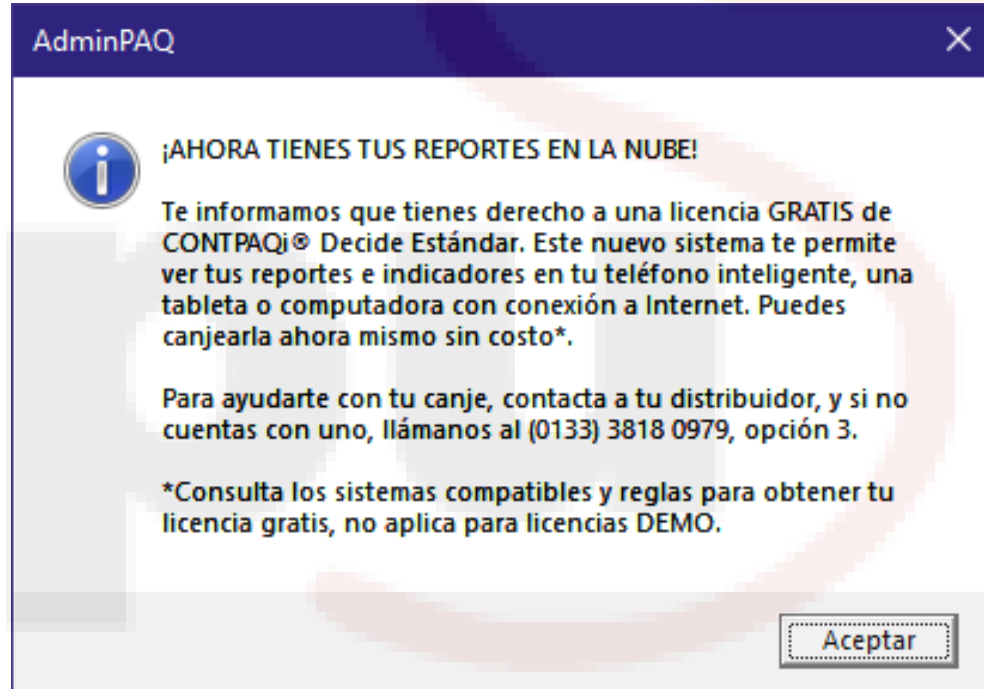 AdminPAQ
¡AHORA TIENES TUS REPORTES EN LA NUBE!
Te informamos que tienes derecho a una licencia GRATIS de
CONTPAQi® Decide Estándar. Este nuevo sistema te permite
ver tus reportes e indicadores en tu teléfono inteligente, una
tableta o computadora con conexión a Internet. Puedes
canjearla ahora mismo sin costo*.
Para ayudarte con tu canje, contacta a tu distribuidor, y si no
cuentas con uno, llámanos al (0133) 3818 0979, opción 3.
*Consulta los sistemas compatibles y reglas para obtener tu
licencia gratis, no aplica para licencias DEMO.
Aceptar